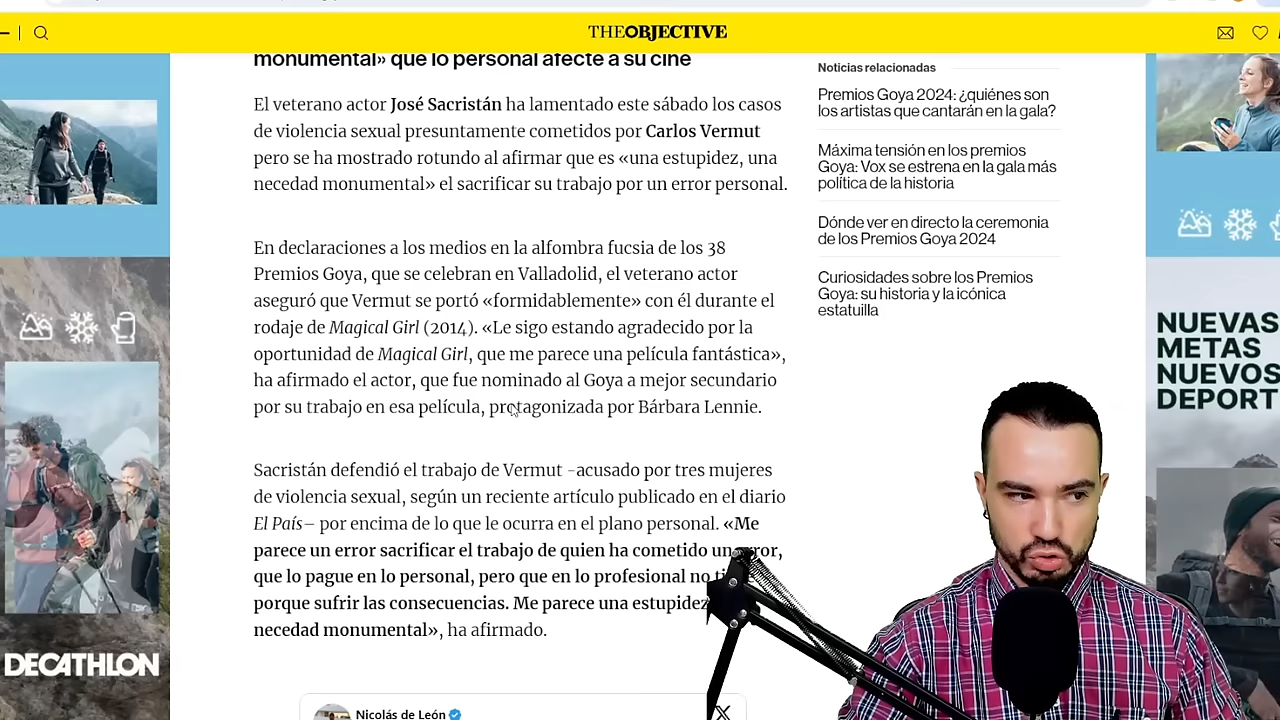 THEOBJECTIVE
monumental» que lo personal afecte a su cine
El veterano actor José Sacristán ha lamentado este sábado los casos
de violencia sexual presuntamente cometidos por Carlos Vermut
pero se ha mostrado rotundo al afirmar que es «una estupidez, una
necedad monumental» el sacrificar su trabajo por un error personal.
En declaraciones a los medios en la alfombra fucsia de los 38
Premios Goya, que se celebran en Valladolid, el veterano actor
aseguró que Vermut se portó «formidablemente» con él durante el
rodaje de Magical Girl (2014). «Le sigo estando agradecido por la
oportunidad de Magical Girl, que me parece una película fantástica»,
ha afirmado el actor, que fue nominado al Goya a mejor secundario
por su trabajo en esa película, protagonizada por Bárbara Lennie.
Sacristán defendió el trabajo de Vermut -acusado por tres mujeres
de violencia sexual, según un reciente artículo publicado en el diario
El País– por encima de lo que le ocurra en el plano personal. «Me
parece un error sacrificar el trabajo de quien ha cometido un error,
que lo pague en lo personal, pero que en lo profesional no
porque sufrir las consecuencias. Me parece una estupidez
necedad monumental», ha afirmado.
Nicolás de León
Noticias relacionadas
Premios Goya 2024: ¿quiénes son
los artistas que cantarán en la gala?
Máxima tensión en los premios
Goya: Vox se estrena en la gala más
política de la historia
Dónde ver en directo la ceremonia
de los Premios Goya 2024
Curiosidades sobre los Premios
Goya: su historia y la icónica
estatuilla
NUEVAS
METAS
NUEVOS
DEPORT
DECATHLON